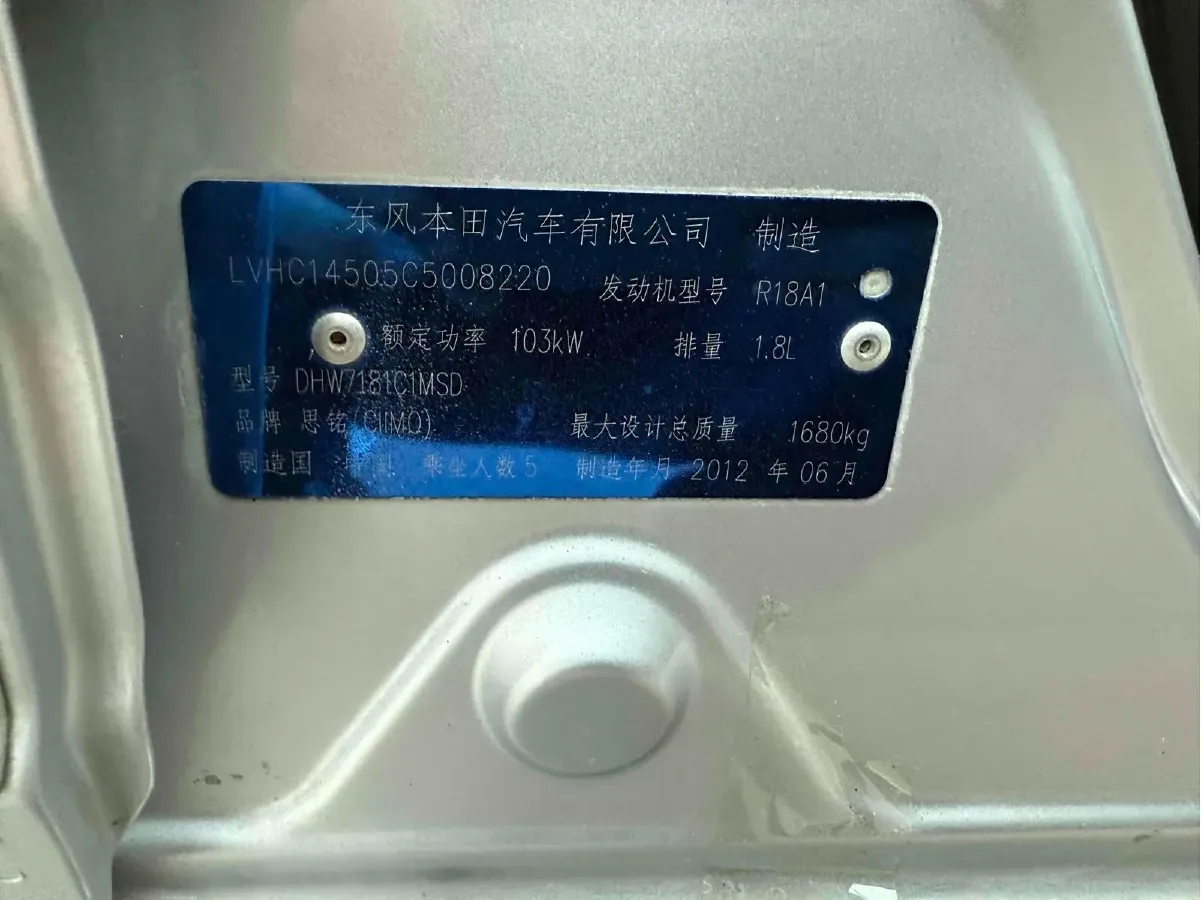 东风本田汽车有限公司 制造
LVHC14505C5008220 发动机型号 R18A1
额定功率 103kW 排量 1.8L
型号 DHW7181C1MSD
品牌 思铭(CIIMO) 最大设计总质量 1680kg
制造国 中国 乘坐人数 5 制造年月 2012 年 06 月